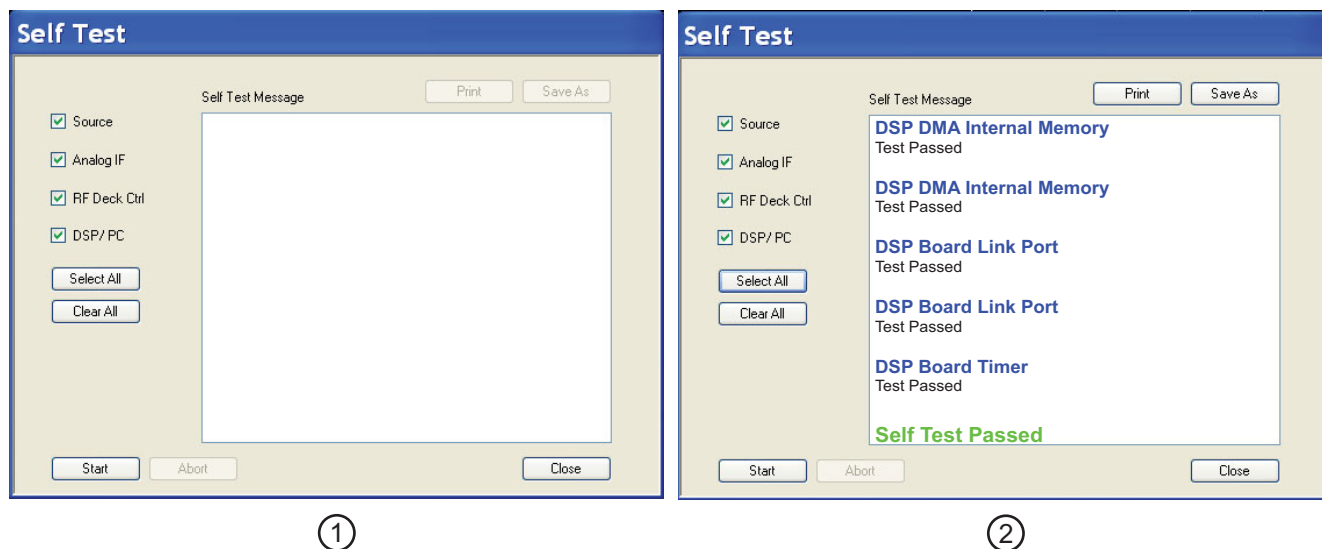 Self Test
Self Test Message
Print
Save As
Source
Analog IF
RF Deck Ctrl
DSP/ PC
Select All
Clear All
Start
Abort
Close
1
Self Test
Self Test Message
Print
Save As
Source
Analog IF
RF Deck Ctrl
DSP/ PC
Select All
Clear All
DSP DMA Internal Memory
Test Passed
DSP DMA Internal Memory
Test Passed
DSP Board Link Port
Test Passed
DSP Board Link Port
Test Passed
DSP Board Timer
Test Passed
Self Test Passed
Start
Abort
Close
2